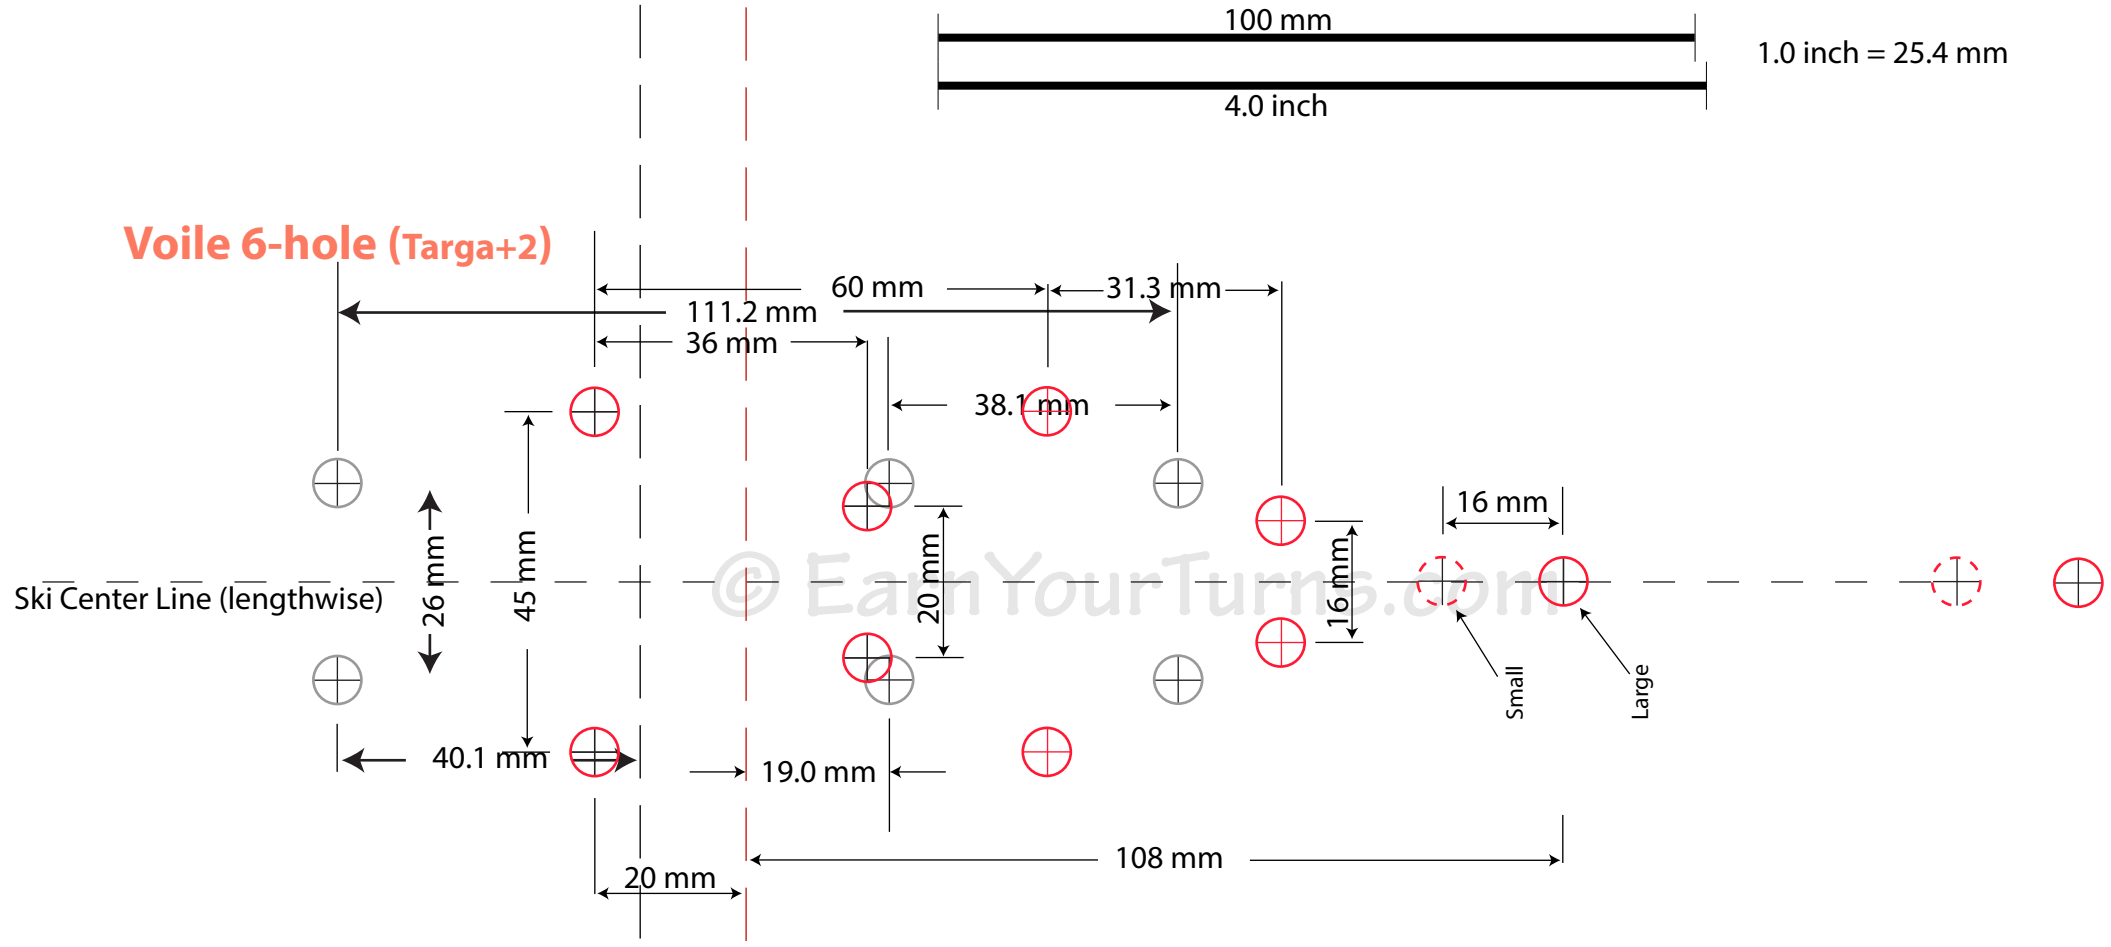 100 mm
1.0 inch = 25.4 mm
4.0 inch
Voile 6-hole (Targa+2)
60 mm
31.3 mm
111.2 mm
36 mm
38.1 mm
16 mm
26 mm
45 mm
20 mm
16 mm
© EarnYourTurns.com
Ski Center Line (lengthwise)
Small
Large
40.1 mm
19.0 mm
108 mm
20 mm